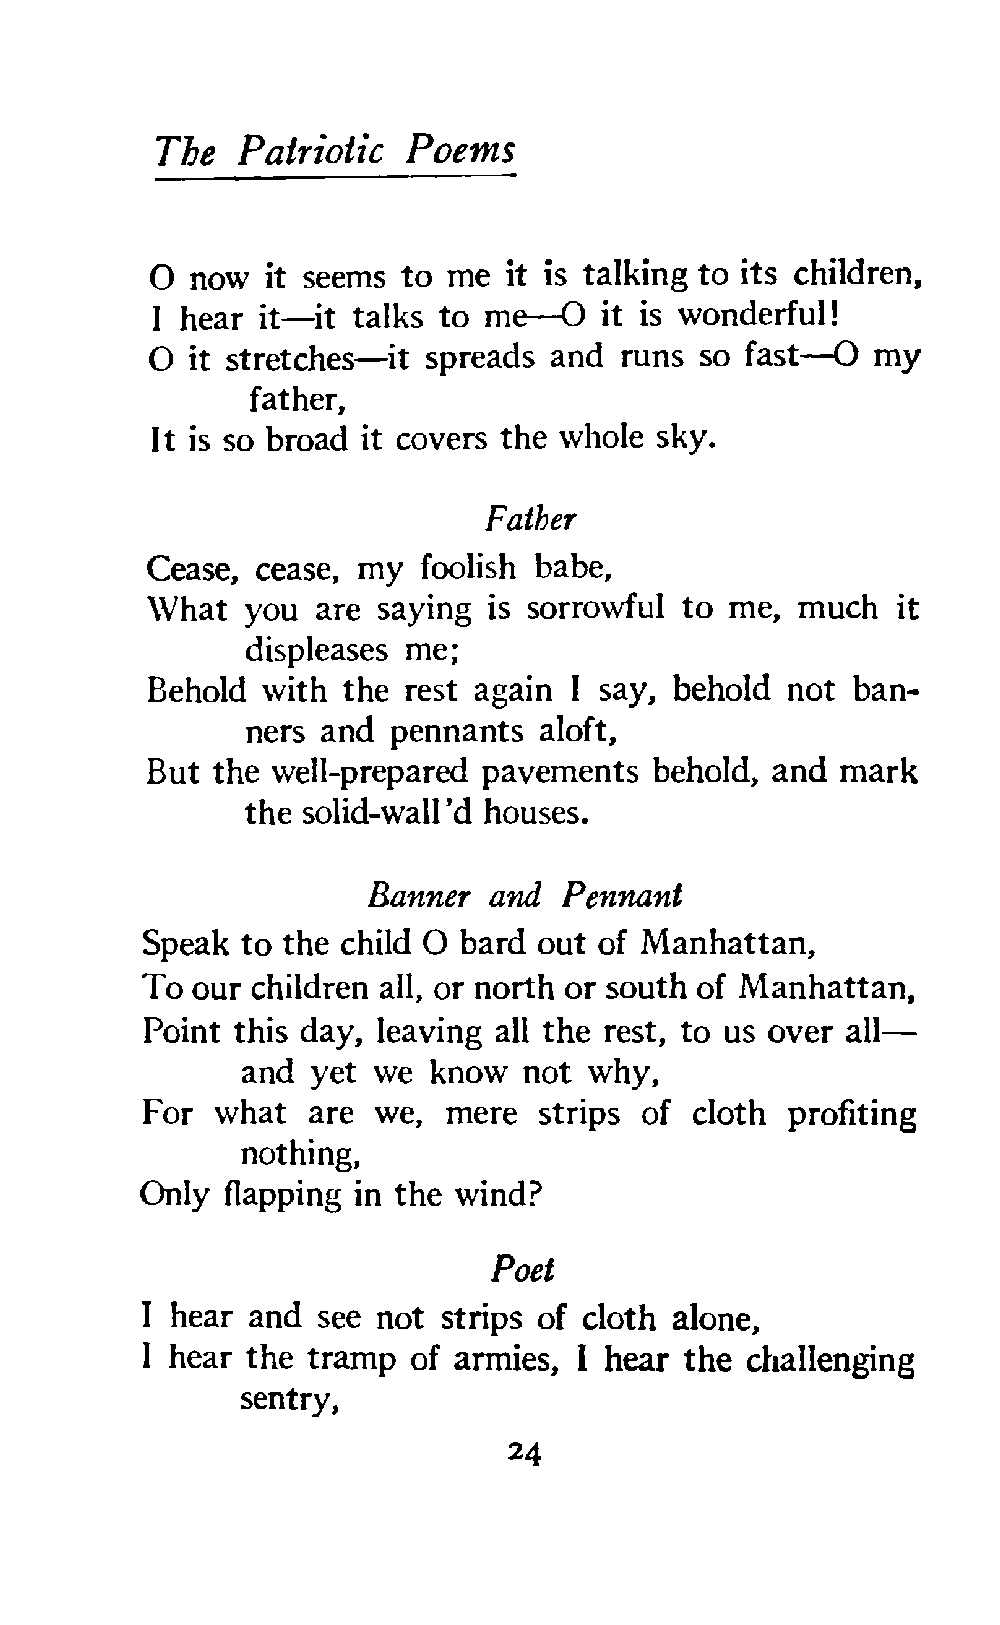 The Patriotic Poems
O now it seems to me it is talking to its children,
I hear it—it talks to me—O it is wonderful!
O it stretches—it spreads and runs so fast—O my
father,
It is so broad it covers the whole sky.
Father
Cease, cease, my foolish babe,
What you are saying is sorrowful to me, much it
displeases me;
Behold with the rest again I say, behold not ban-
ners and pennants aloft,
But the well-prepared pavements behold, and mark
the solid-wall'd houses.
Banner and Pennant
Speak to the child O bard out of Manhattan,
To our children all, or north or south of Manhattan,
Point this day, leaving all the rest, to us over all—
and yet we know not why,
For what are we, mere strips of cloth profiting
nothing,
Only flapping in the wind?
Poet
I hear and see not strips of cloth alone,
I hear the tramp of armies, I hear the challenging
sentry,
24